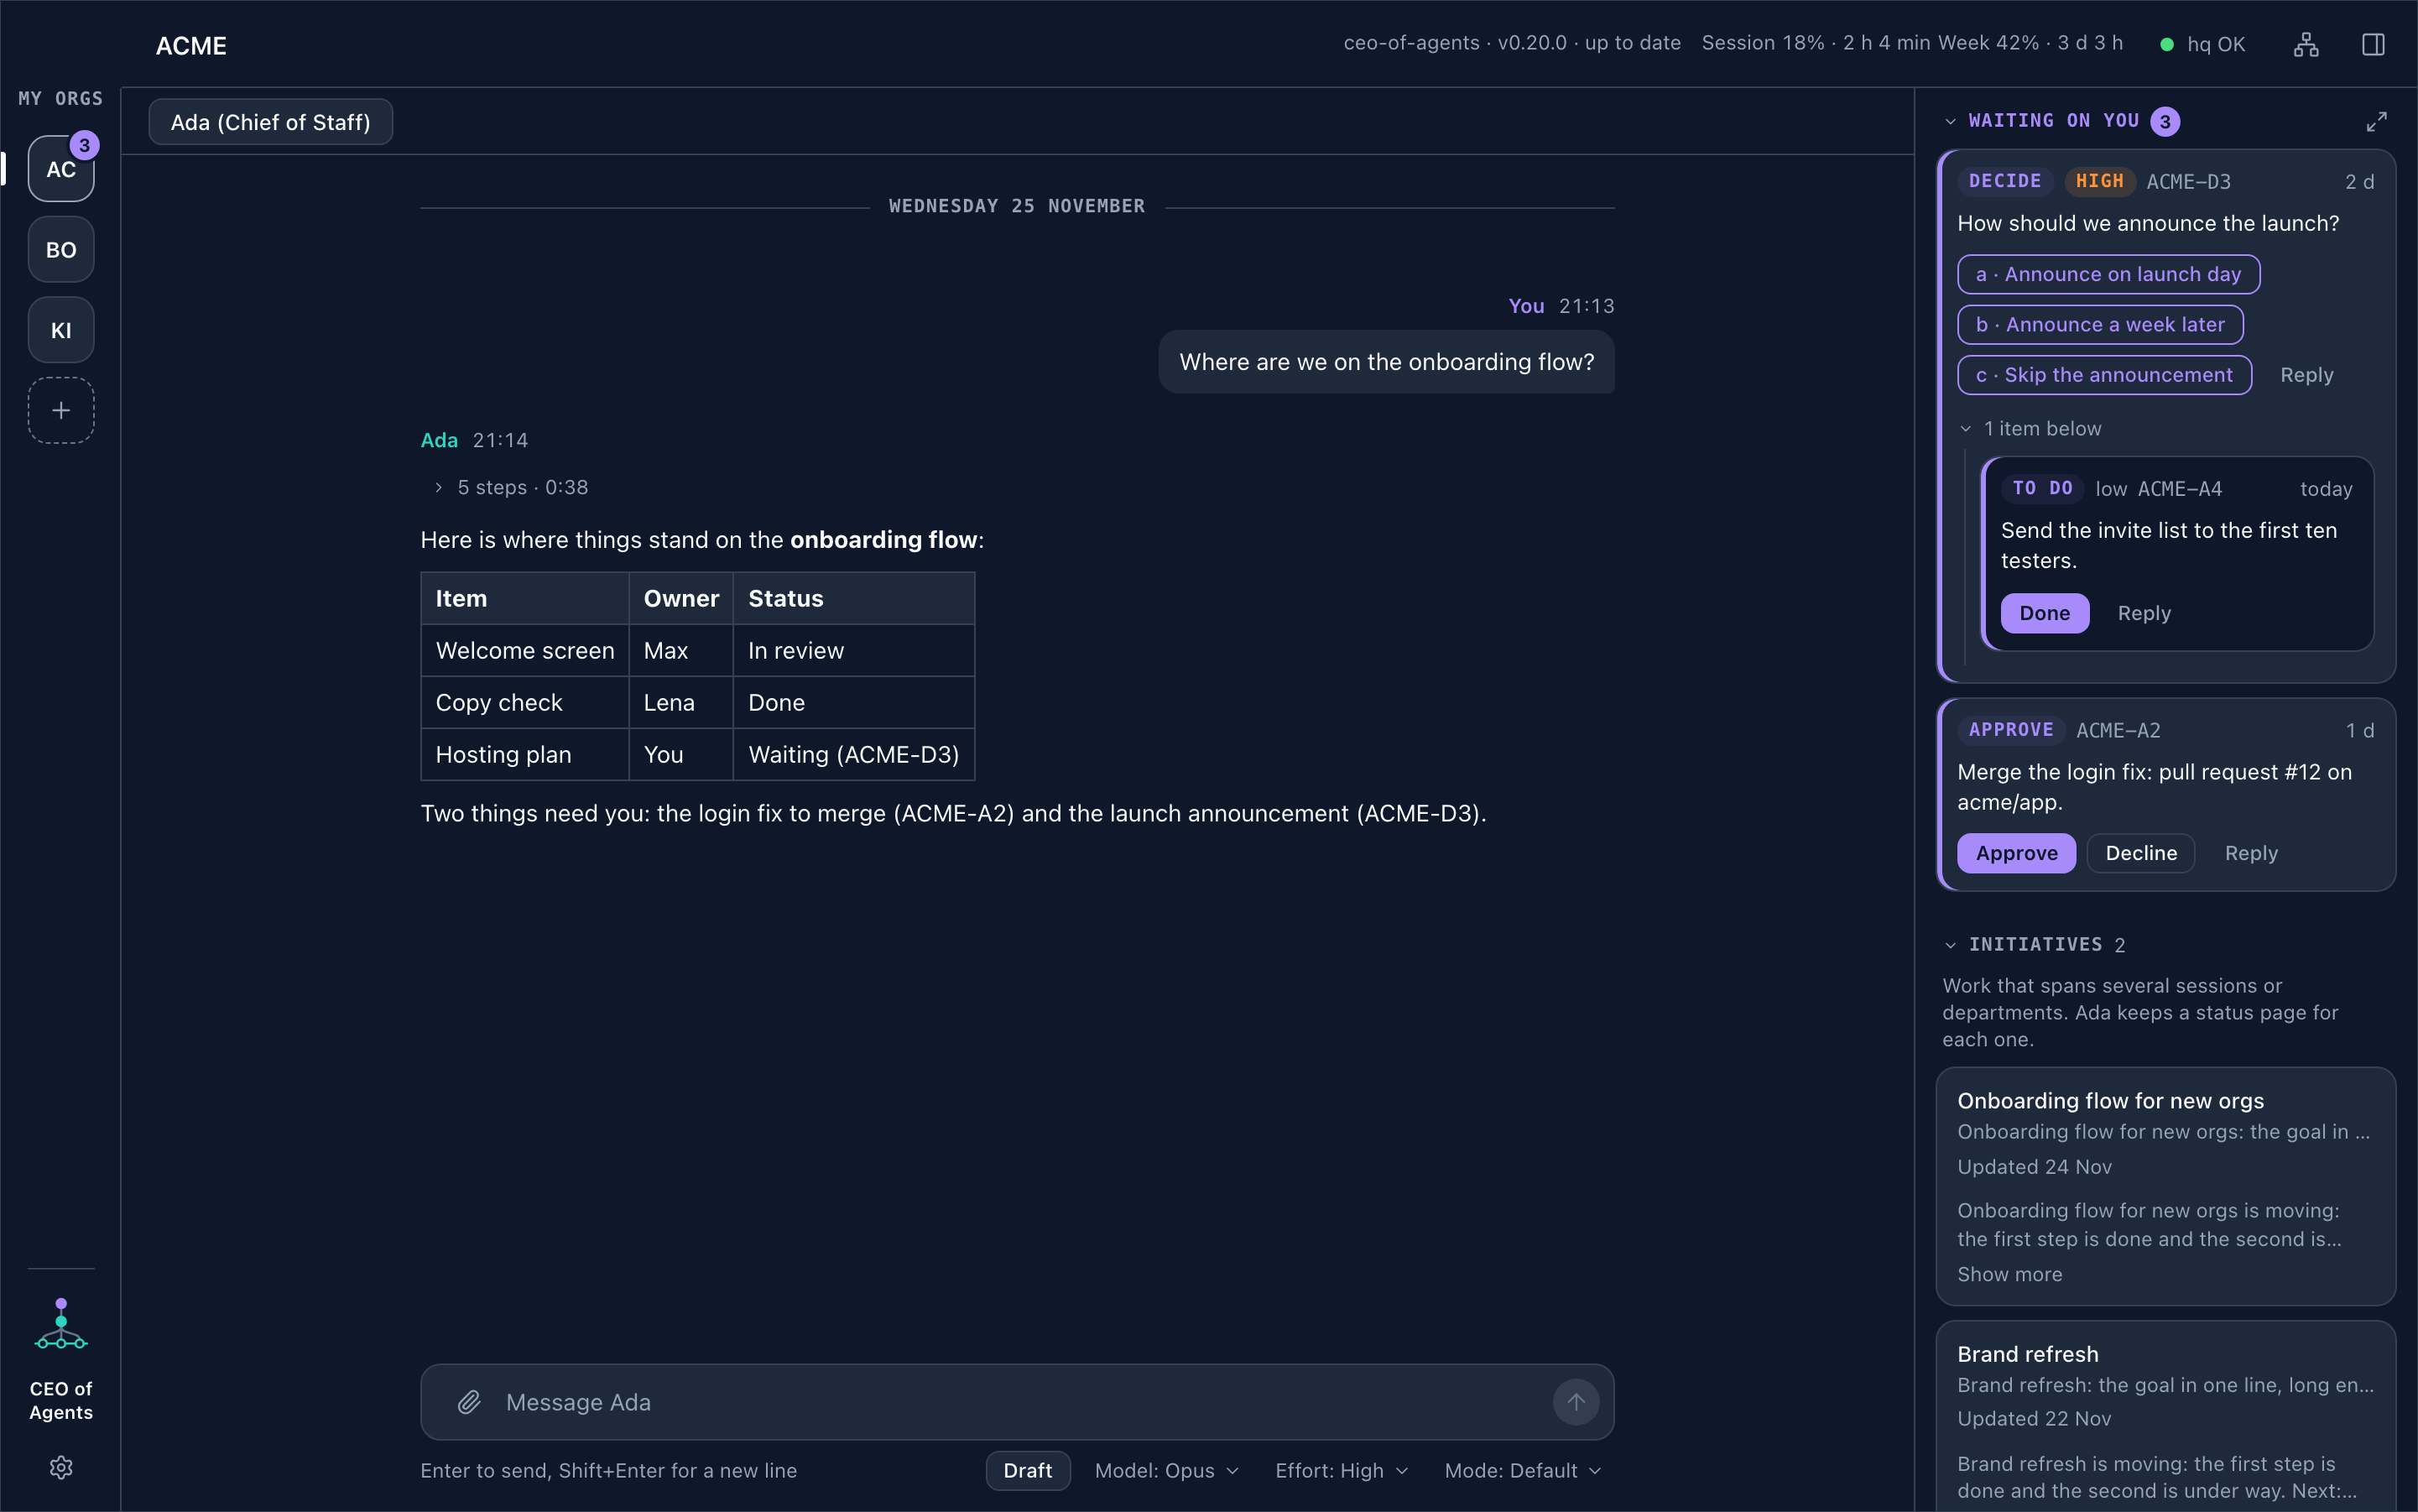 ACME
ceo-of-agents · v0.20.0 · up to date Session 18% · 2 h 4 min Week 42% · 3 d 3 h hq OK
MY ORGS
AC 3
BO
KI
+
CEO of
Agents
Ada (Chief of Staff)
WEDNESDAY 25 NOVEMBER
You 21:13
Where are we on the onboarding flow?
Ada 21:14
5 steps · 0:38
Here is where things stand on the onboarding flow:
Item Owner Status
Welcome screen Max In review
Copy check Lena Done
Hosting plan You Waiting (ACME-D3)
Two things need you: the login fix to merge (ACME-A2) and the launch announcement (ACME-D3).
Message Ada
Enter to send, Shift+Enter for a new line Draft Model: Opus Effort: High Mode: Default
WAITING ON YOU 3
DECIDE HIGH ACME-D3 2 d
How should we announce the launch?
a · Announce on launch day
b · Announce a week later
c · Skip the announcement Reply
1 item below
TO DO low ACME-A4 today
Send the invite list to the first ten
testers.
Done Reply
APPROVE ACME-A2 1 d
Merge the login fix: pull request #12 on
acme/app.
Approve Decline Reply
INITIATIVES 2
Work that spans several sessions or
departments. Ada keeps a status page for
each one.
Onboarding flow for new orgs
Onboarding flow for new orgs: the goal in ...
Updated 24 Nov
Onboarding flow for new orgs is moving:
the first step is done and the second is...
Show more
Brand refresh
Brand refresh: the goal in one line, long en...
Updated 22 Nov
Brand refresh is moving: the first step is
done and the second is under way. Next:...